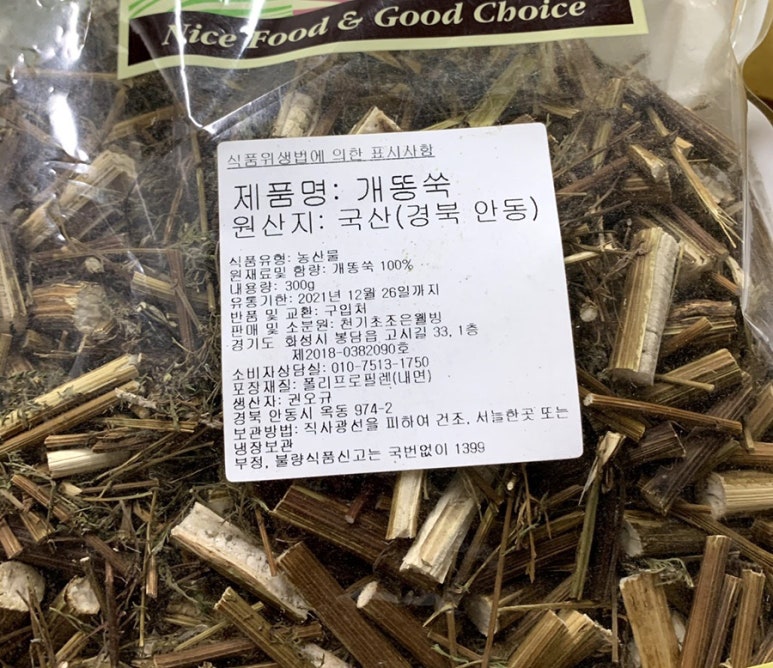 Nice Food & Good Choice
식품위생법에 의한 표시사항
제품명: 개똥쑥
원산지: 국산(경북 안동)
식품유형: 농산물
원재료및 함량: 개똥쑥 100%
내용량: 300g
유통기한: 2021년 12월 26일까지
반품 및 교환: 구입처
판매 및 소분원: 천기초조은웰빙
경기도 화성시 봉담읍 고시길 33, 1층
제2018-0382090호
소비자상담실: 010-7513-1750
포장재질: 폴리프로필렌(내면)
생산자: 권오규
경북 안동시 옥동 974-2
보관방법: 직사광선을 피하여 건조, 서늘한곳 또는
냉장보관
부정, 불량식품신고는 국번없이 1399